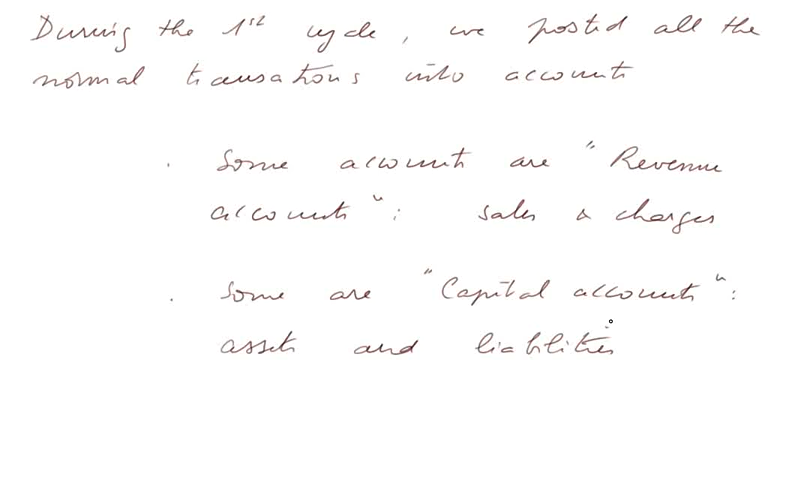 During the 1st cycle, we posted all the
normal transations into accounts
. Some accounts are "Revenue
accounts": sales & charges
. Some are "Capital accounts":
assets and liabilities